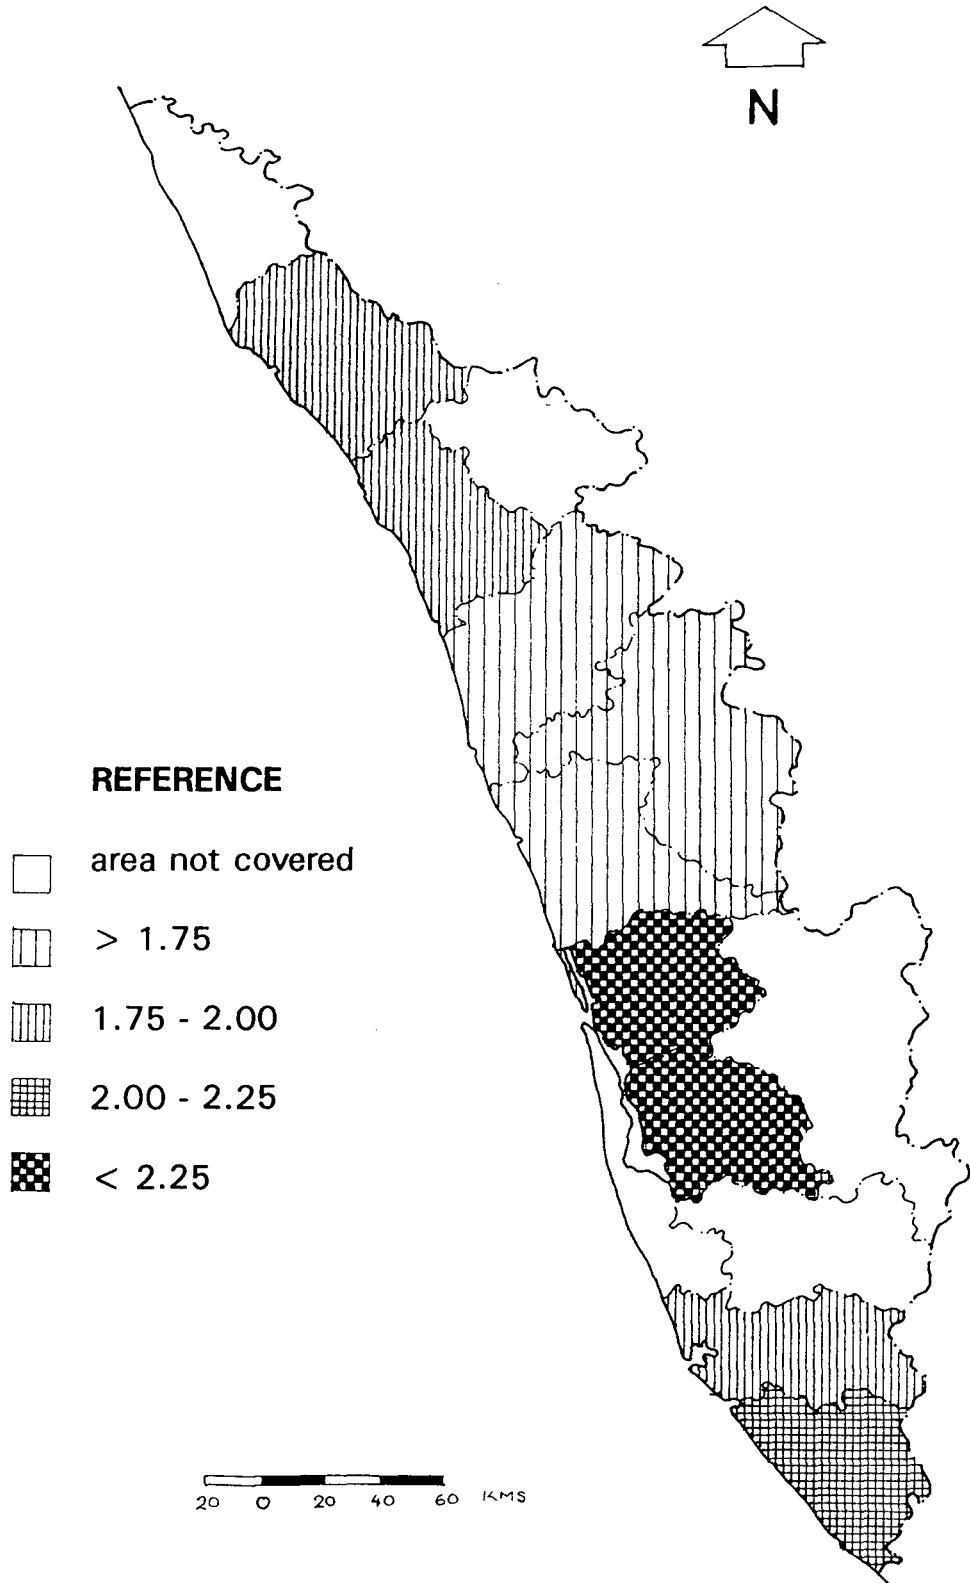 N
REFERENCE
area not covered
> 1.75
1.75 - 2.00
2.00 - 2.25
< 2.25
20 0 20 40 60 KMS